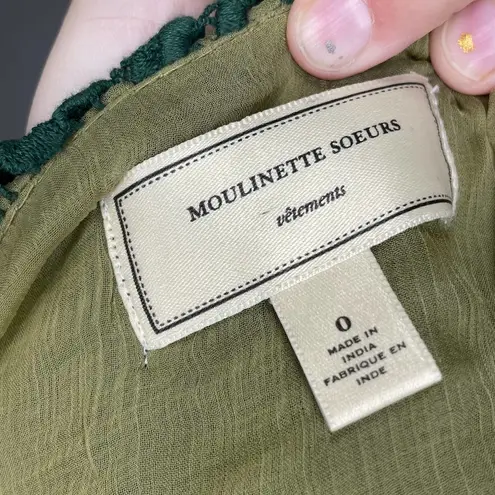 MOULINETTE SOEURS
vêtements
0
MADE IN
INDIA
FABRIQUE EN
INDE